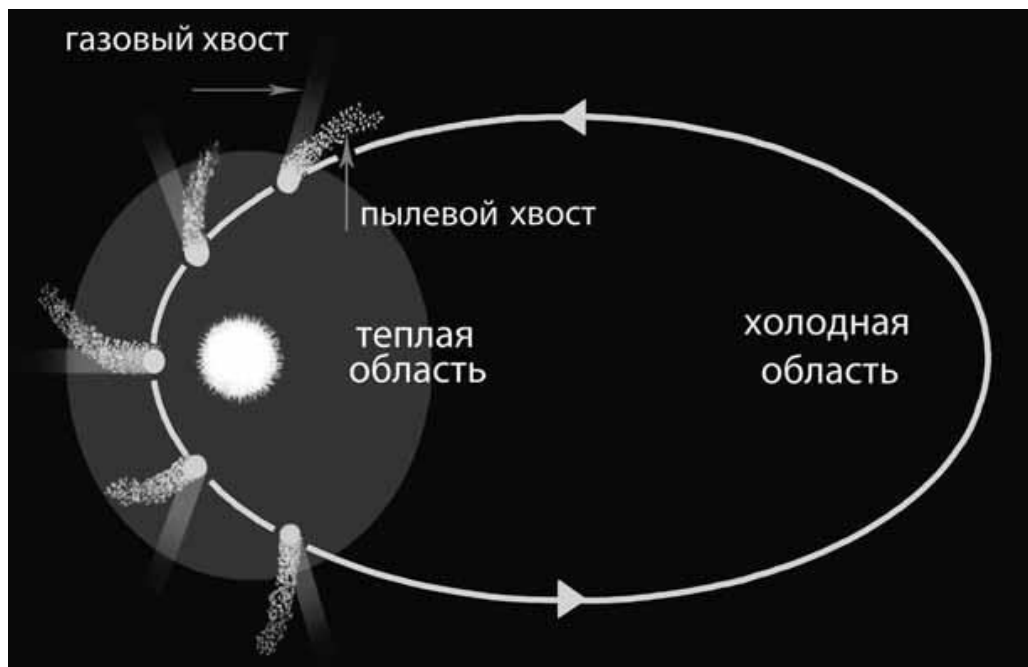 газовый хвост
пылевой хвост
теплая
область
холодная
область